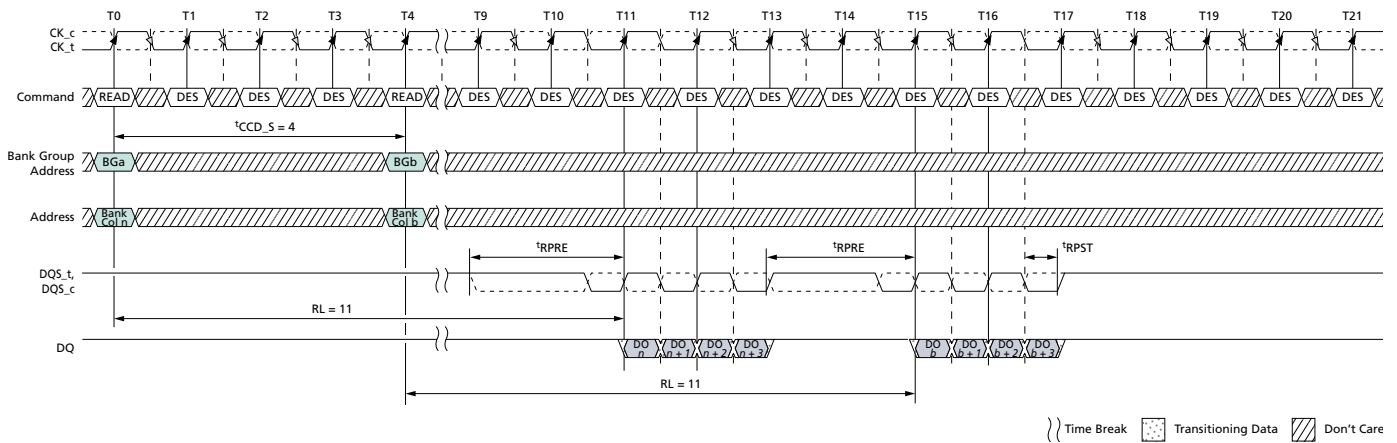 T0 T1 T2 T3 T4 T9 T10 T11 T12 T13 T14 T15 T16 T17 T18 T19 T20 T21
CK_c
CK_t
Command READ DES DES DES READ DES DES DES DES DES DES DES DES DES DES DES DES DES
tCCD_S = 4
Bank Group
Address
BGa BGb
Address
Bank
Col n
Bank
Col b
tRPRE tRPRE tRPST
DQS_t,
DQS_c
RL = 11
DQ
DO
n
DO
n + 1
DO
n + 2
DO
n + 3
DO
b
DO
b + 1
DO
b + 2
DO
b + 3
RL = 11
Time Break Transitioning Data Don't Care